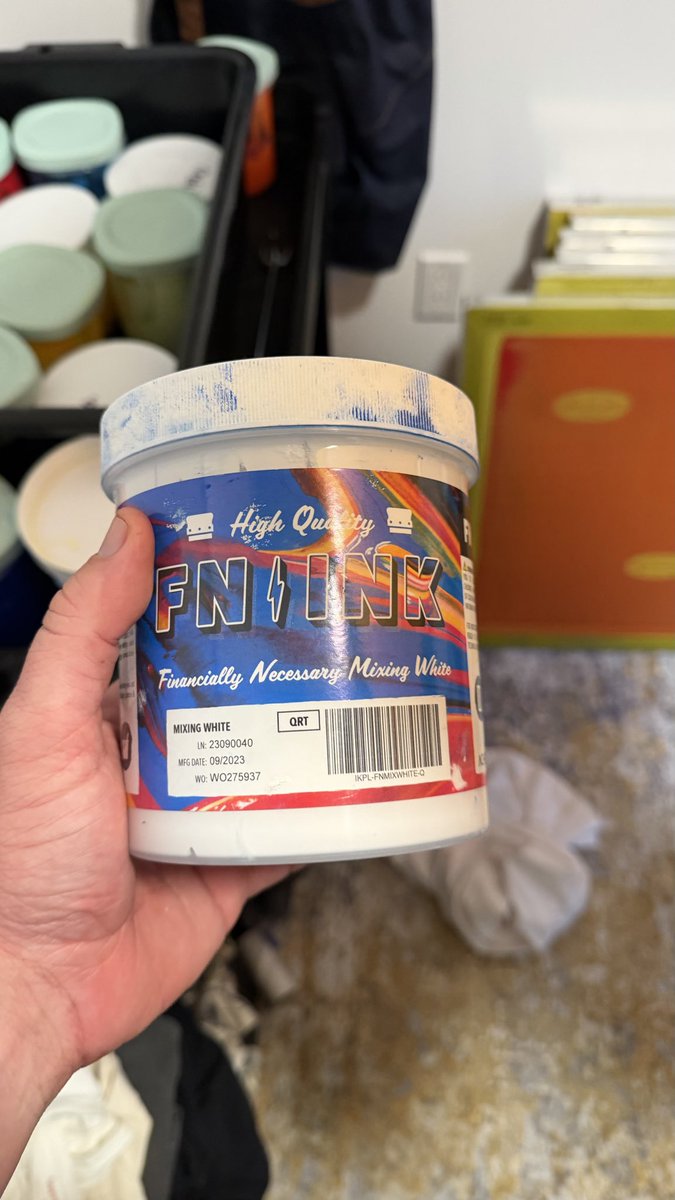 High Quality
FN INK
Financially Necessary Mixing White
MIXING WHITE
QRT
LN: 23090040
MFG DATE: 09/2023
WO: WO275937
IKPL-FNMIXWHITE-Q